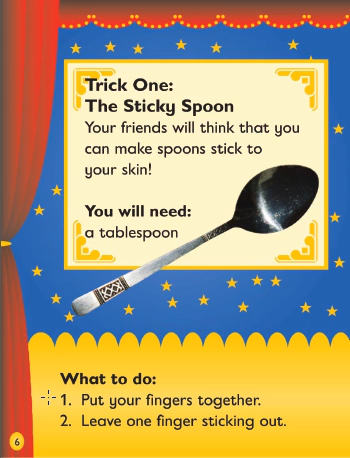 Trick One:
The Sticky Spoon
Your friends will think that you
can make spoons stick to
your skin!
You will need:
a tablespoon
What to do:
1. Put your fingers together.
2. Leave one finger sticking out.
6